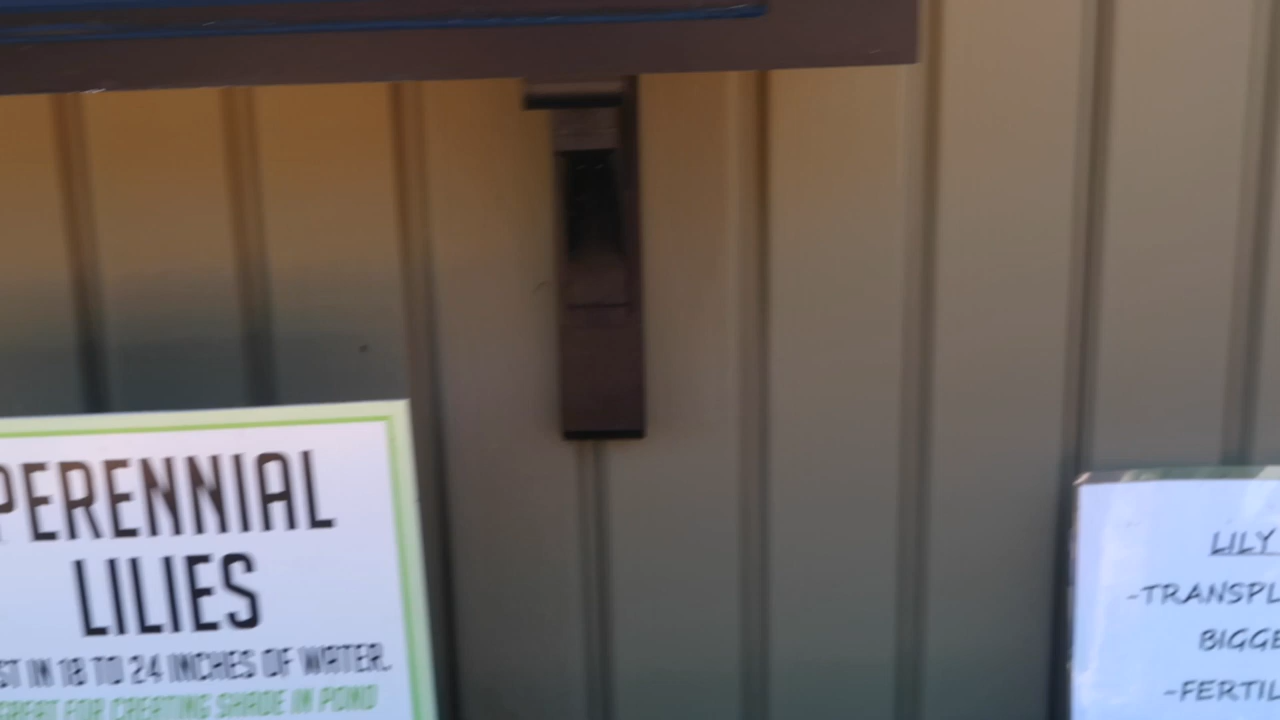 PERENNIAL
LILIES
ST IN 18 TO 24 INCHES OF WATER.
GREAT FOR CREATING SHADE IN POND
LILY
-TRANSPL
BIGGE
-FERTIL